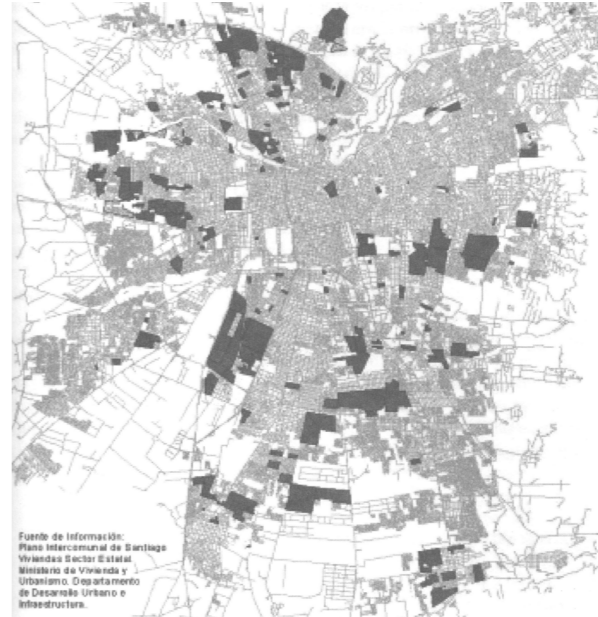 Fuente de Información:
Plano Intercomunal de Santiago
Viviendas Sector Estatal
Ministerio de Vivienda y
Urbanismo. Departamento
de Desarrollo Urbano e
Infraestructura.